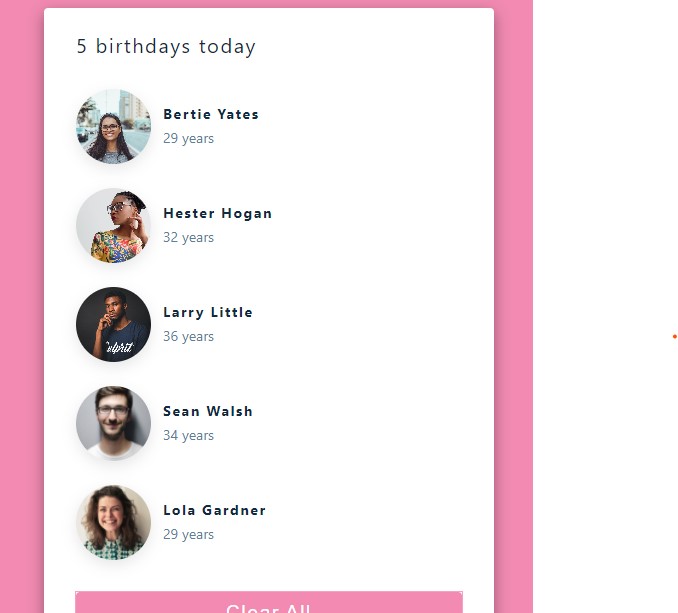 5 birthdays today
Bertie Yates
29 years
Hester Hogan
32 years
Larry Little
36 years
Sean Walsh
34 years
Lola Gardner
29 years
Clear All